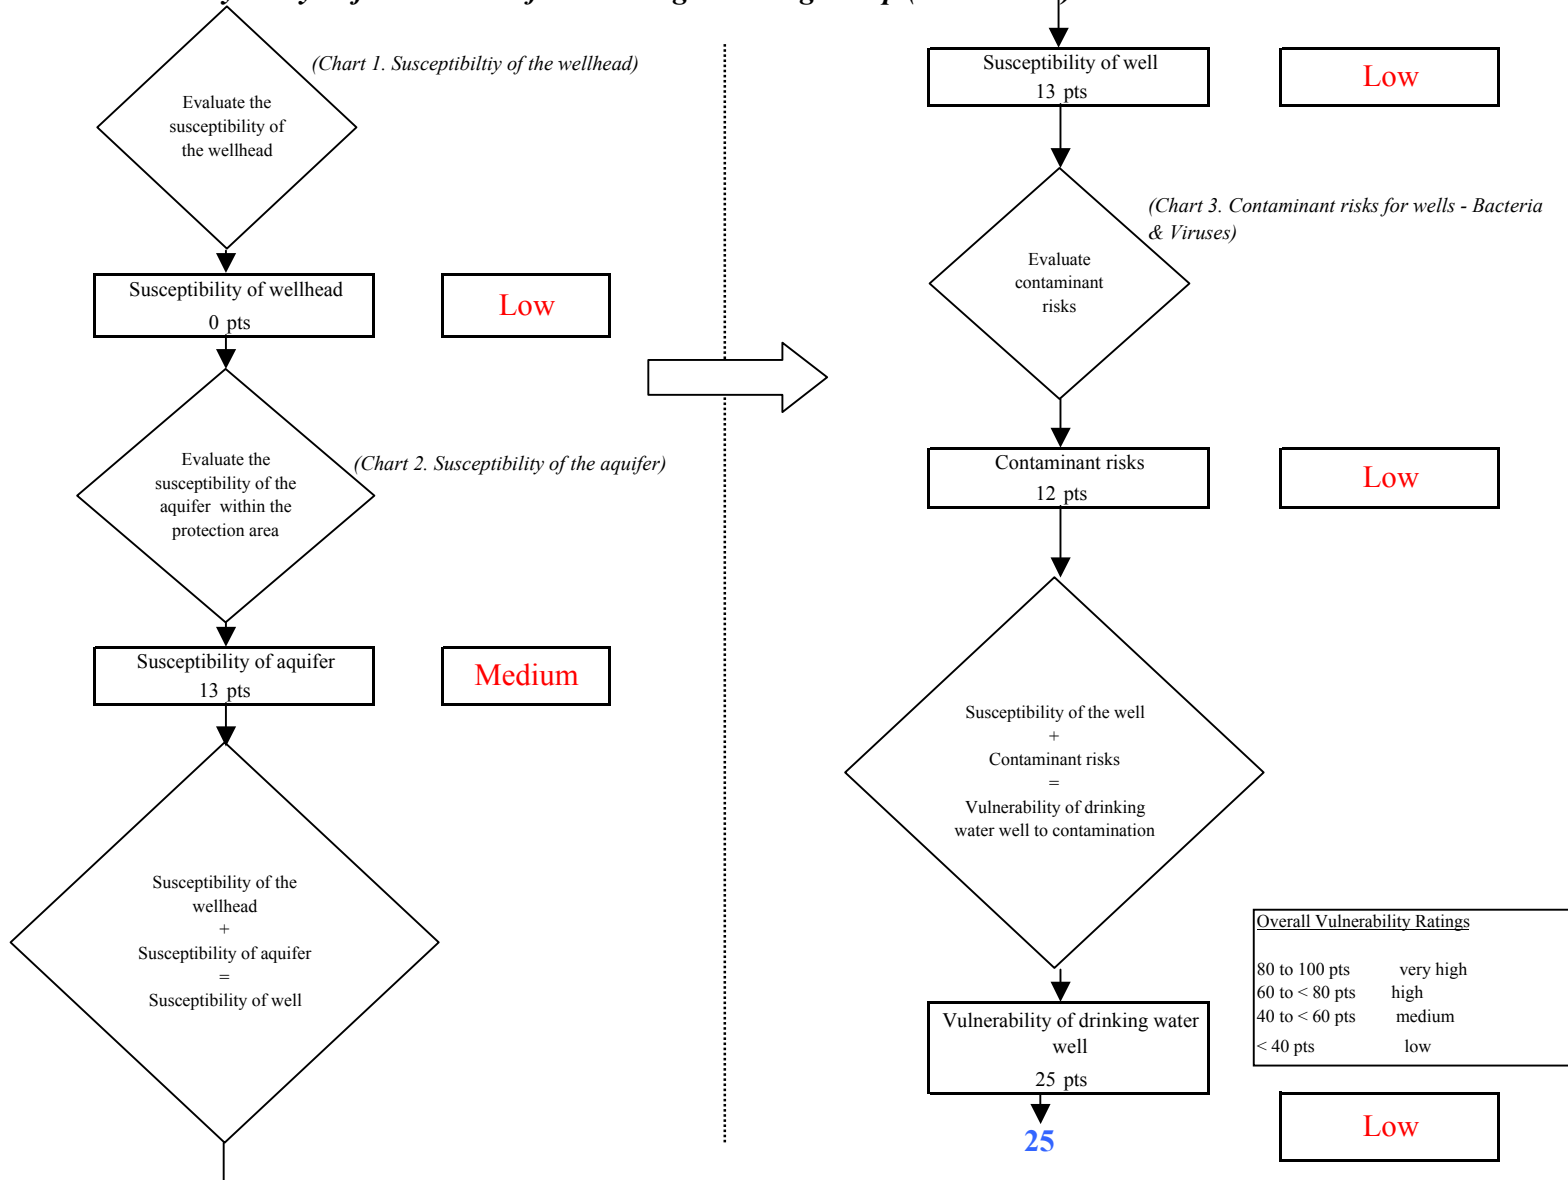 (Chart 1. Susceptibiltiy of the wellhead)
Evaluate the
susceptibility of
the wellhead
Susceptibility of wellhead
0 pts
Low
Evaluate the
susceptibility of the
aquifer within the
protection area
(Chart 2. Susceptibility of the aquifer)
Susceptibility of aquifer
13 pts
Medium
Susceptibility of the
wellhead
+
Susceptibility of aquifer
=
Susceptibility of well
Susceptibility of well
13 pts
Low
(Chart 3. Contaminant risks for wells - Bacteria
& Viruses)
Evaluate
contaminant
risks
Contaminant risks
12 pts
Low
Susceptibility of the well
+
Contaminant risks
=
Vulnerability of drinking
water well to contamination
Overall Vulnerability Ratings
80 to 100 pts very high
60 to < 80 pts high
40 to < 60 pts medium
< 40 pts low
Vulnerability of drinking water
well
25 pts
25
Low